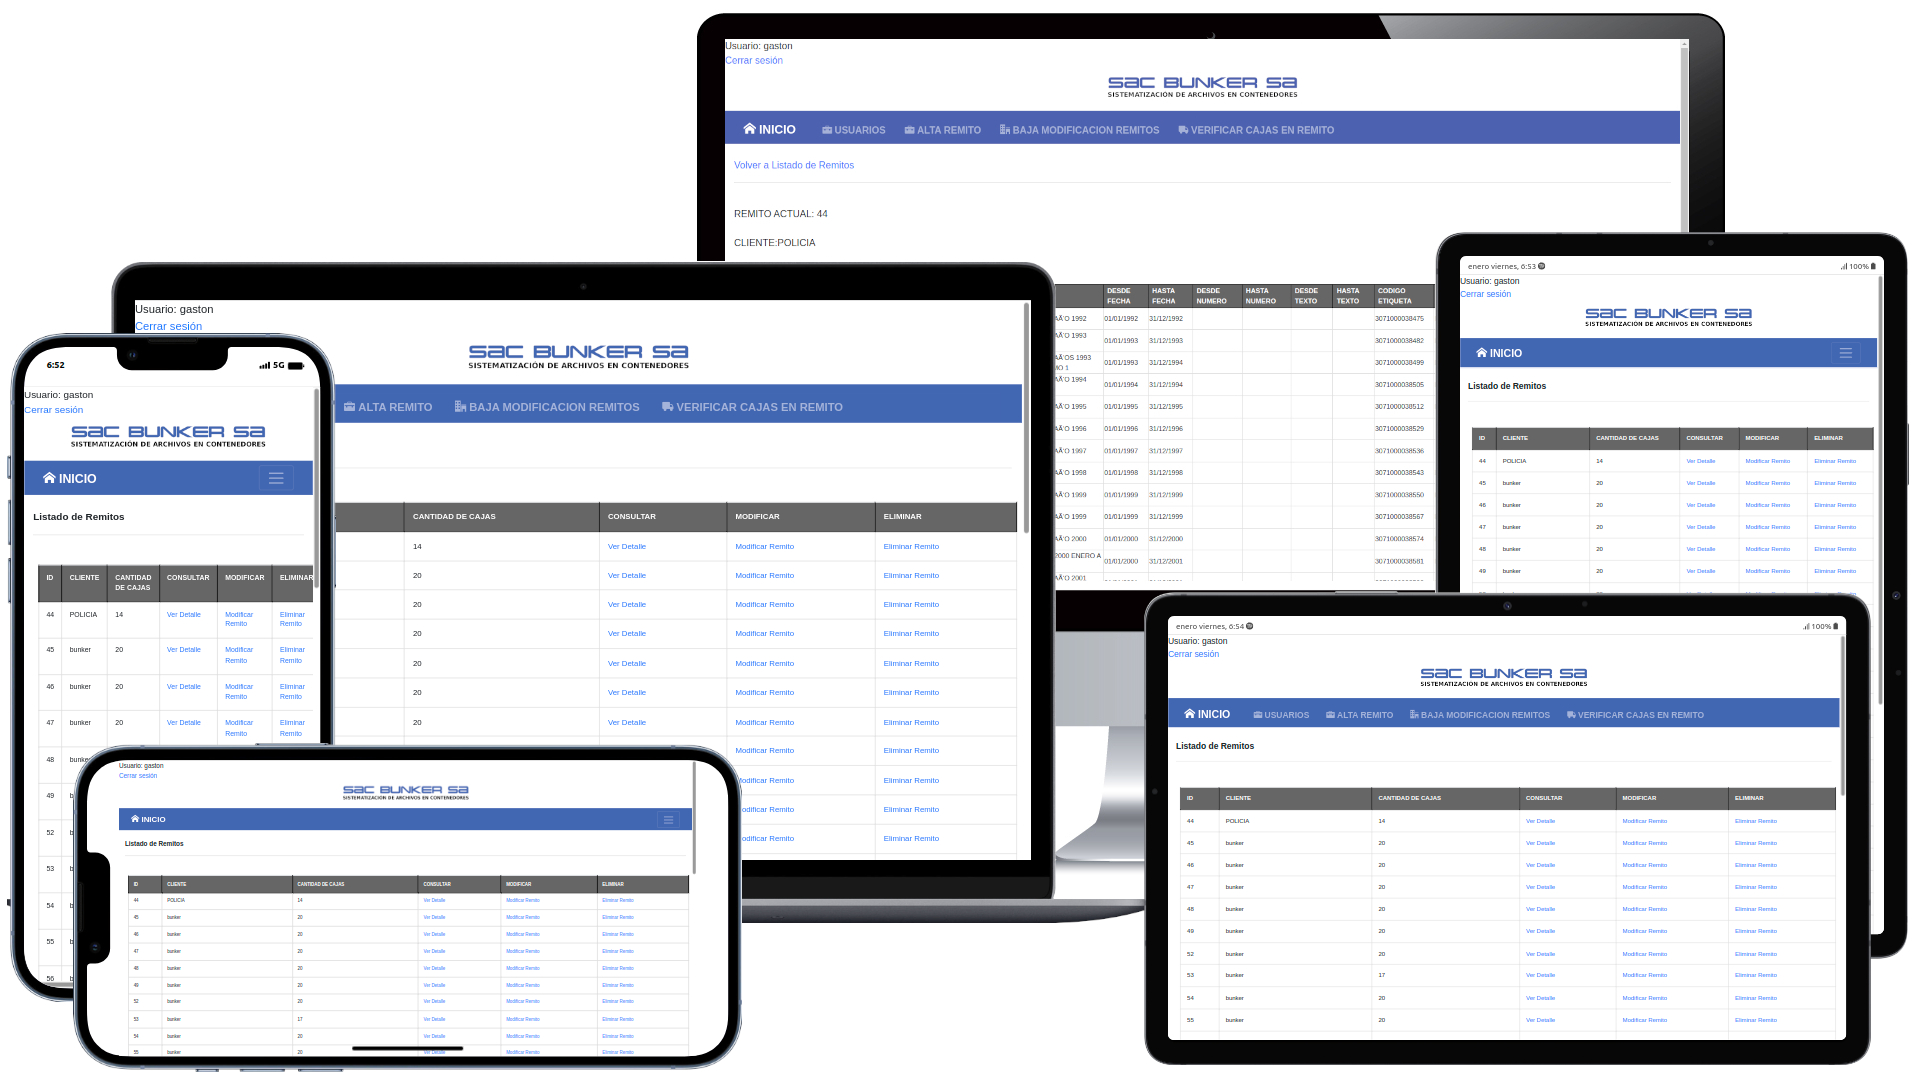 Usuario: gaston
Cerrar sesión
sac BUNKER sa
SISTEMATIZACIÓN DE ARCHIVOS EN CONTENEDORES
INICIO USUARIOS ALTA REMITO BAJA MODIFICACION REMITOS VERIFICAR CAJAS EN REMITO
Volver a Listado de Remitos
REMITO ACTUAL: 44
CLIENTE:POLICIA
DESDE FECHA HASTA FECHA DESDE NUMERO HASTA NUMERO DESDE TEXTO HASTA TEXTO CODIGO ETIQUETA
AÃ'O 1992 01/01/1992 31/12/1992 3071000038475
AÃ'O 1993 01/01/1993 31/12/1993 3071000038482
AÃ'OS 1993 01/01/1993 31/12/1994 3071000038499
MO 1
AÃ'O 1994 01/01/1994 31/12/1994 3071000038505
AÃ'O 1995 01/01/1995 31/12/1995 3071000038512
AÃ'O 1996 01/01/1996 31/12/1996 3071000038529
AÃ'O 1997 01/01/1997 31/12/1997 3071000038536
AÃ'O 1998 01/01/1998 31/12/1998 3071000038543
AÃ'O 1999 01/01/1999 31/12/1999 3071000038550
AÃ'O 1999 01/01/1999 31/12/1999 3071000038567
AÃ'O 2000 01/01/2000 31/12/2000 3071000038574
2000 ENERO A 01/01/2000 31/12/2001 3071000038581
AÃ'O 2001
Usuario: gaston
Cerrar sesión
sac BUNKER sa
SISTEMATIZACIÓN DE ARCHIVOS EN CONTENEDORES
ALTA REMITO BAJA MODIFICACION REMITOS VERIFICAR CAJAS EN REMITO
CANTIDAD DE CAJAS CONSULTAR MODIFICAR ELIMINAR
14 Ver Detalle Modificar Remito Eliminar Remito
20 Ver Detalle Modificar Remito Eliminar Remito
20 Ver Detalle Modificar Remito Eliminar Remito
20 Ver Detalle Modificar Remito Eliminar Remito
20 Ver Detalle Modificar Remito Eliminar Remito
20 Ver Detalle Modificar Remito Eliminar Remito
20 Ver Detalle Modificar Remito Eliminar Remito
Modificar Remito Eliminar Remito
odificar Remito Eliminar Remito
odificar Remito Eliminar Remito
odificar Remito Eliminar Remito
6:52 5G
Usuario: gaston
Cerrar sesión
sac BUNKER sa
SISTEMATIZACIÓN DE ARCHIVOS EN CONTENEDORES
INICIO
Listado de Remitos
ID CLIENTE CANTIDAD DE CAJAS CONSULTAR MODIFICAR ELIMINAR
44 POLICIA 14 Ver Detalle Modificar Remito Eliminar Remito
45 bunker 20 Ver Detalle Modificar Remito Eliminar Remito
46 bunker 20 Ver Detalle Modificar Remito Eliminar Remito
47 bunker 20 Ver Detalle Modificar Remito Eliminar Remito
48 bunke
49 b
52 b
53
54
55
56 b
Usuario: gaston
Cerrar sesión
sac BUNKER sa
SISTEMATIZACIÓN DE ARCHIVOS EN CONTENEDORES
INICIO
Listado de Remitos
ID CLIENTE CANTIDAD DE CAJAS CONSULTAR MODIFICAR ELIMINAR
44 POLICIA 14 Ver Detalle Modificar Remito Eliminar Remito
45 bunker 20 Ver Detalle Modificar Remito Eliminar Remito
46 bunker 20 Ver Detalle Modificar Remito Eliminar Remito
47 bunker 20 Ver Detalle Modificar Remito Eliminar Remito
48 bunker 20 Ver Detalle Modificar Remito Eliminar Remito
49 bunker 20 Ver Detalle Modificar Remito Eliminar Remito
52 bunker 20 Ver Detalle Modificar Remito Eliminar Remito
53 bunker 17 Ver Detalle Modificar Remito Eliminar Remito
54 bunker 20 Ver Detalle Modificar Remito Eliminar Remito
55 bunker 20 Ver Detalle Modificar Remito Eliminar Remito
enero viernes, 6:53 100%
Usuario: gaston
Cerrar sesión
sac BUNKER sa
SISTEMATIZACIÓN DE ARCHIVOS EN CONTENEDORES
INICIO
Listado de Remitos
ID CLIENTE CANTIDAD DE CAJAS CONSULTAR MODIFICAR ELIMINAR
44 POLICIA 14 Ver Detalle Modificar Remito Eliminar Remito
45 bunker 20 Ver Detalle Modificar Remito Eliminar Remito
46 bunker 20 Ver Detalle Modificar Remito Eliminar Remito
47 bunker 20 Ver Detalle Modificar Remito Eliminar Remito
48 bunker 20 Ver Detalle Modificar Remito Eliminar Remito
49 bunker 20 Ver Detalle Modificar Remito Eliminar Remito
enero viernes, 6:54 100%
Usuario: gaston
Cerrar sesión
sac BUNKER sa
SISTEMATIZACIÓN DE ARCHIVOS EN CONTENEDORES
INICIO USUARIOS ALTA REMITO BAJA MODIFICACION REMITOS VERIFICAR CAJAS EN REMITO
Listado de Remitos
ID CLIENTE CANTIDAD DE CAJAS CONSULTAR MODIFICAR ELIMINAR
44 POLICIA 14 Ver Detalle Modificar Remito Eliminar Remito
45 bunker 20 Ver Detalle Modificar Remito Eliminar Remito
46 bunker 20 Ver Detalle Modificar Remito Eliminar Remito
47 bunker 20 Ver Detalle Modificar Remito Eliminar Remito
48 bunker 20 Ver Detalle Modificar Remito Eliminar Remito
49 bunker 20 Ver Detalle Modificar Remito Eliminar Remito
52 bunker 20 Ver Detalle Modificar Remito Eliminar Remito
53 bunker 17 Ver Detalle Modificar Remito Eliminar Remito
54 bunker 20 Ver Detalle Modificar Remito Eliminar Remito
55 bunker 20 Ver Detalle Modificar Remito Eliminar Remito